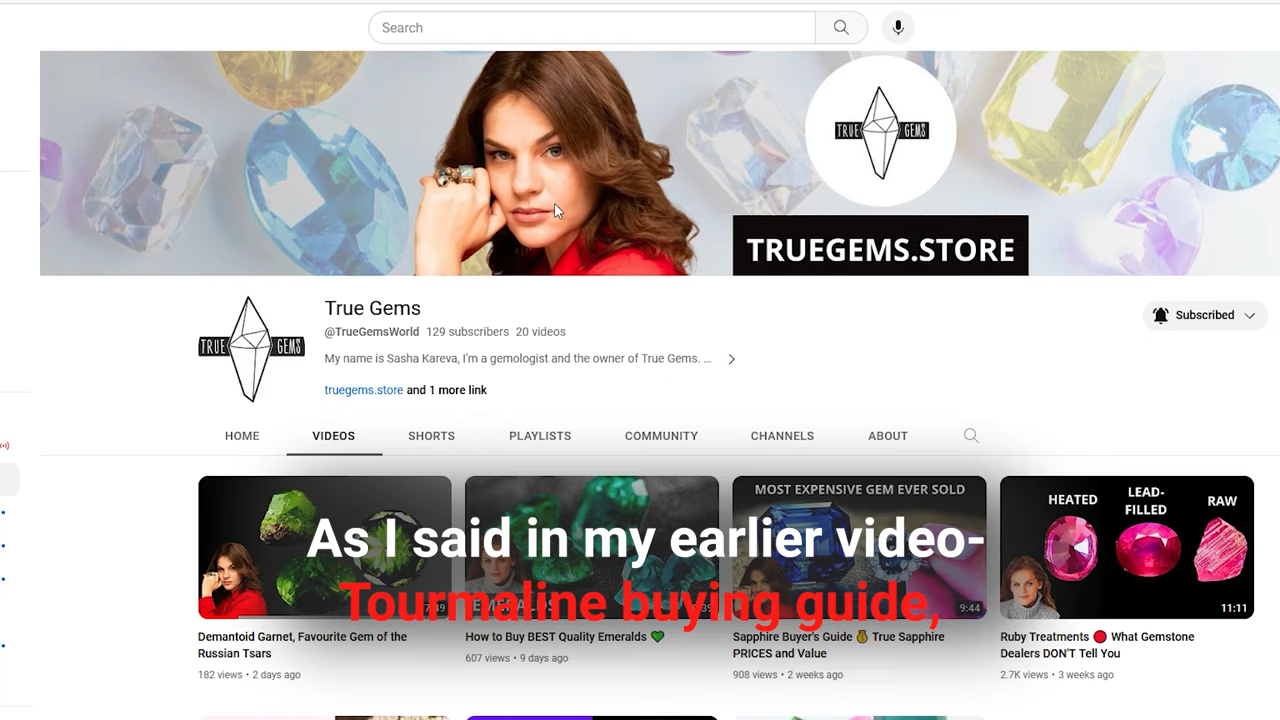 Search
TRUE GEMS
TRUEGEMS.STORE
True Gems
@TrueGemsWorld 129 subscribers 20 videos
My name is Sasha Kareva, I'm a gemologist and the owner of True Gems. ...
Subscribed
TRUE GEMS
truegems.store and 1 more link
HOME VIDEOS SHORTS PLAYLISTS COMMUNITY CHANNELS ABOUT
MOST EXPENSIVE GEM EVER SOLD
HEATED
LEAD-
FILLED
RAW
As I said in my earlier video-
Tourmaline buying guide,
9:44
11:11
Demantoid Garnet, Favourite Gem of the
Russian Tsars
182 views • 2 days ago
How to Buy BEST Quality Emeralds 💚
607 views • 9 days ago
Sapphire Buyer's Guide 🥇 True Sapphire
PRICES and Value
908 views • 2 weeks ago
Ruby Treatments 🔴 What Gemstone
Dealers DON'T Tell You
2.7K views • 3 weeks ago